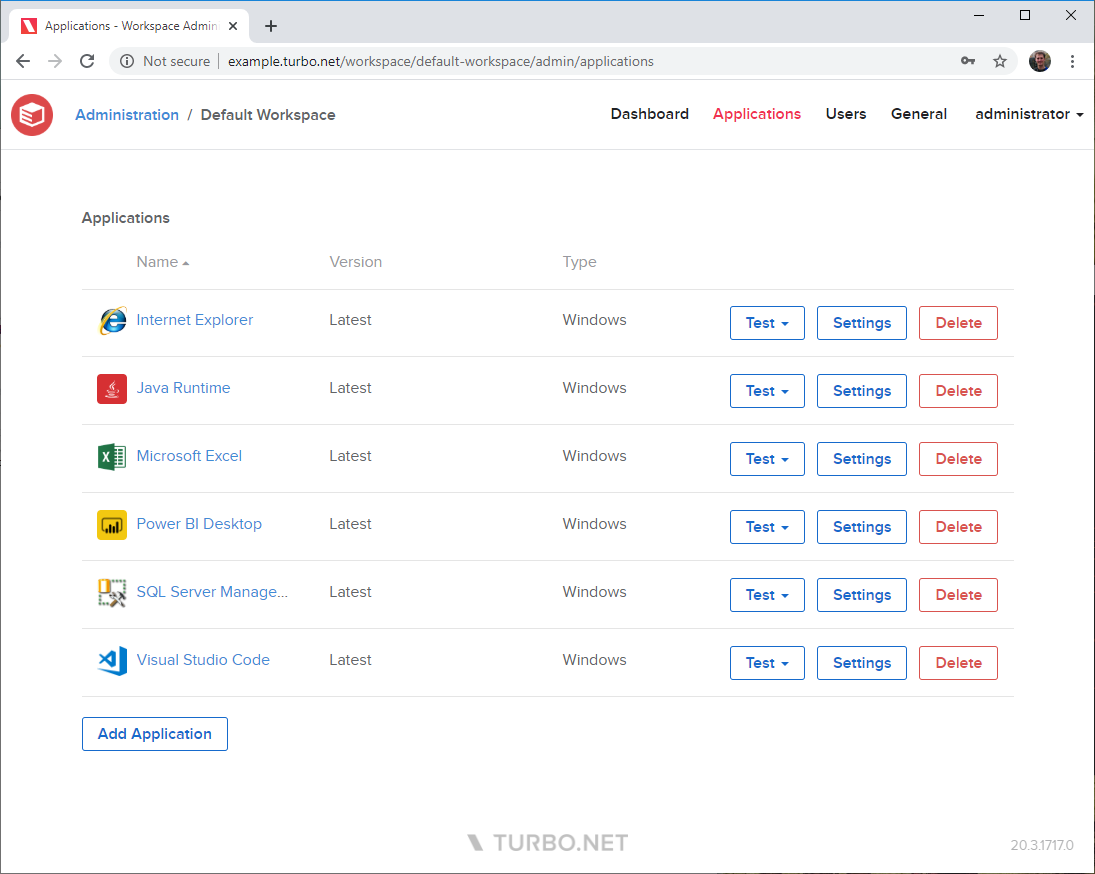 Applications - Workspace Admin
Not secure | example.turbo.net/workspace/default-workspace/admin/applications
Administration / Default Workspace Dashboard Applications Users General administrator
Applications
Name Version Type
Internet Explorer Latest Windows Test Settings Delete
Java Runtime Latest Windows Test Settings Delete
Microsoft Excel Latest Windows Test Settings Delete
Power BI Desktop Latest Windows Test Settings Delete
SQL Server Manage... Latest Windows Test Settings Delete
Visual Studio Code Latest Windows Test Settings Delete
Add Application
TURBO.NET
20.3.1717.0